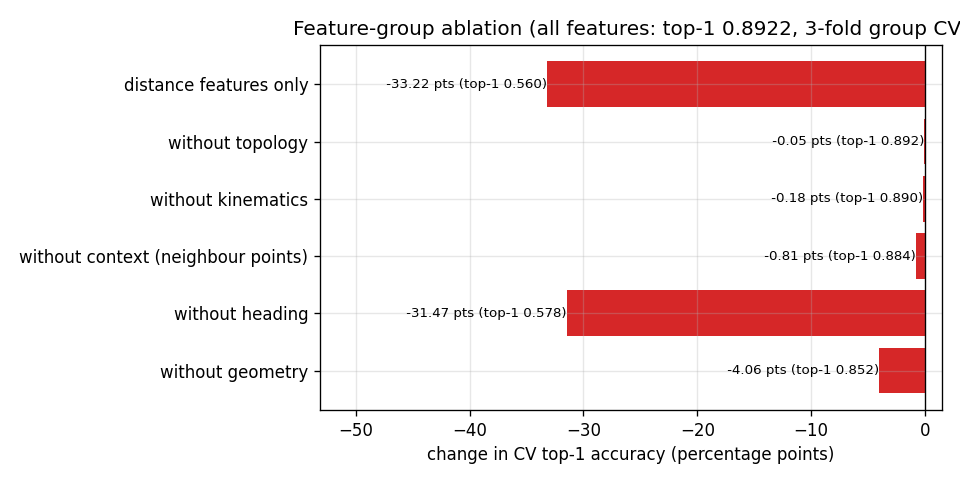 Feature-group ablation (all features: top-1 0.8922, 3-fold group CV
distance features only
-33.22 pts (top-1 0.560)
without topology
-0.05 pts (top-1 0.892)
without kinematics
-0.18 pts (top-1 0.890)
without context (neighbour points)
-0.81 pts (top-1 0.884)
without heading
-31.47 pts (top-1 0.578)
without geometry
-4.06 pts (top-1 0.852)
−50 −40 −30 −20 −10 0
change in CV top-1 accuracy (percentage points)